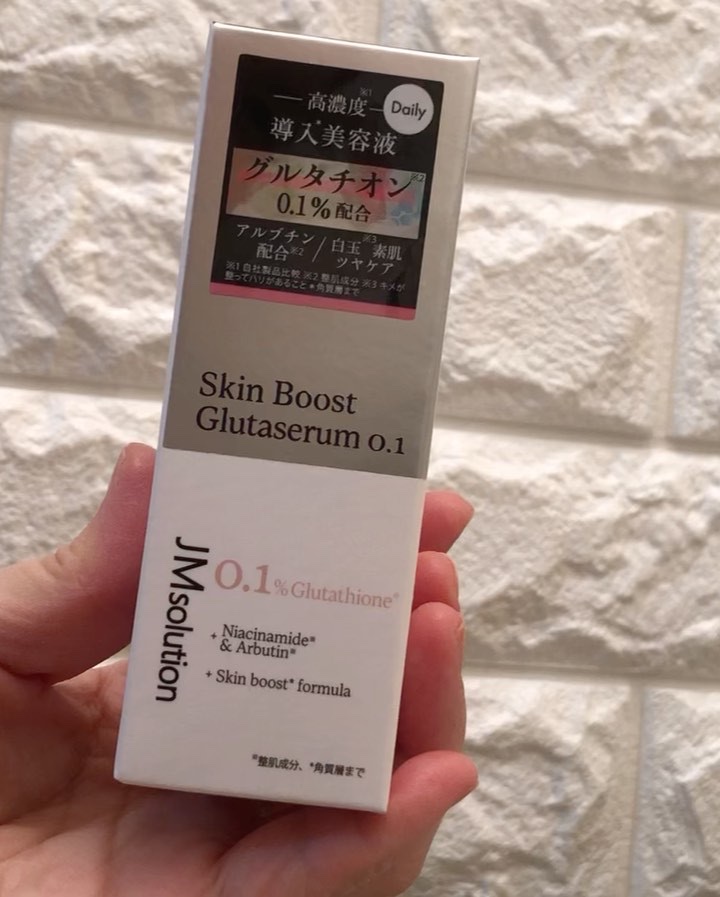 ※1
高濃度
Daily
導入*美容液
グルタチオン※2
0.1%配合
アルブチン配合※2 / 白玉※3 素肌ツヤケア
※1 自社製品比較 ※2 整肌成分 ※3 キメが
整ってハリがあること *角質層まで
Skin Boost
Glutaserum 0.1
JMsolution
0.1% Glutathione※
+ Niacinamide※
& Arbutin※
+ Skin boost* formula
※整肌成分、*角質層まで